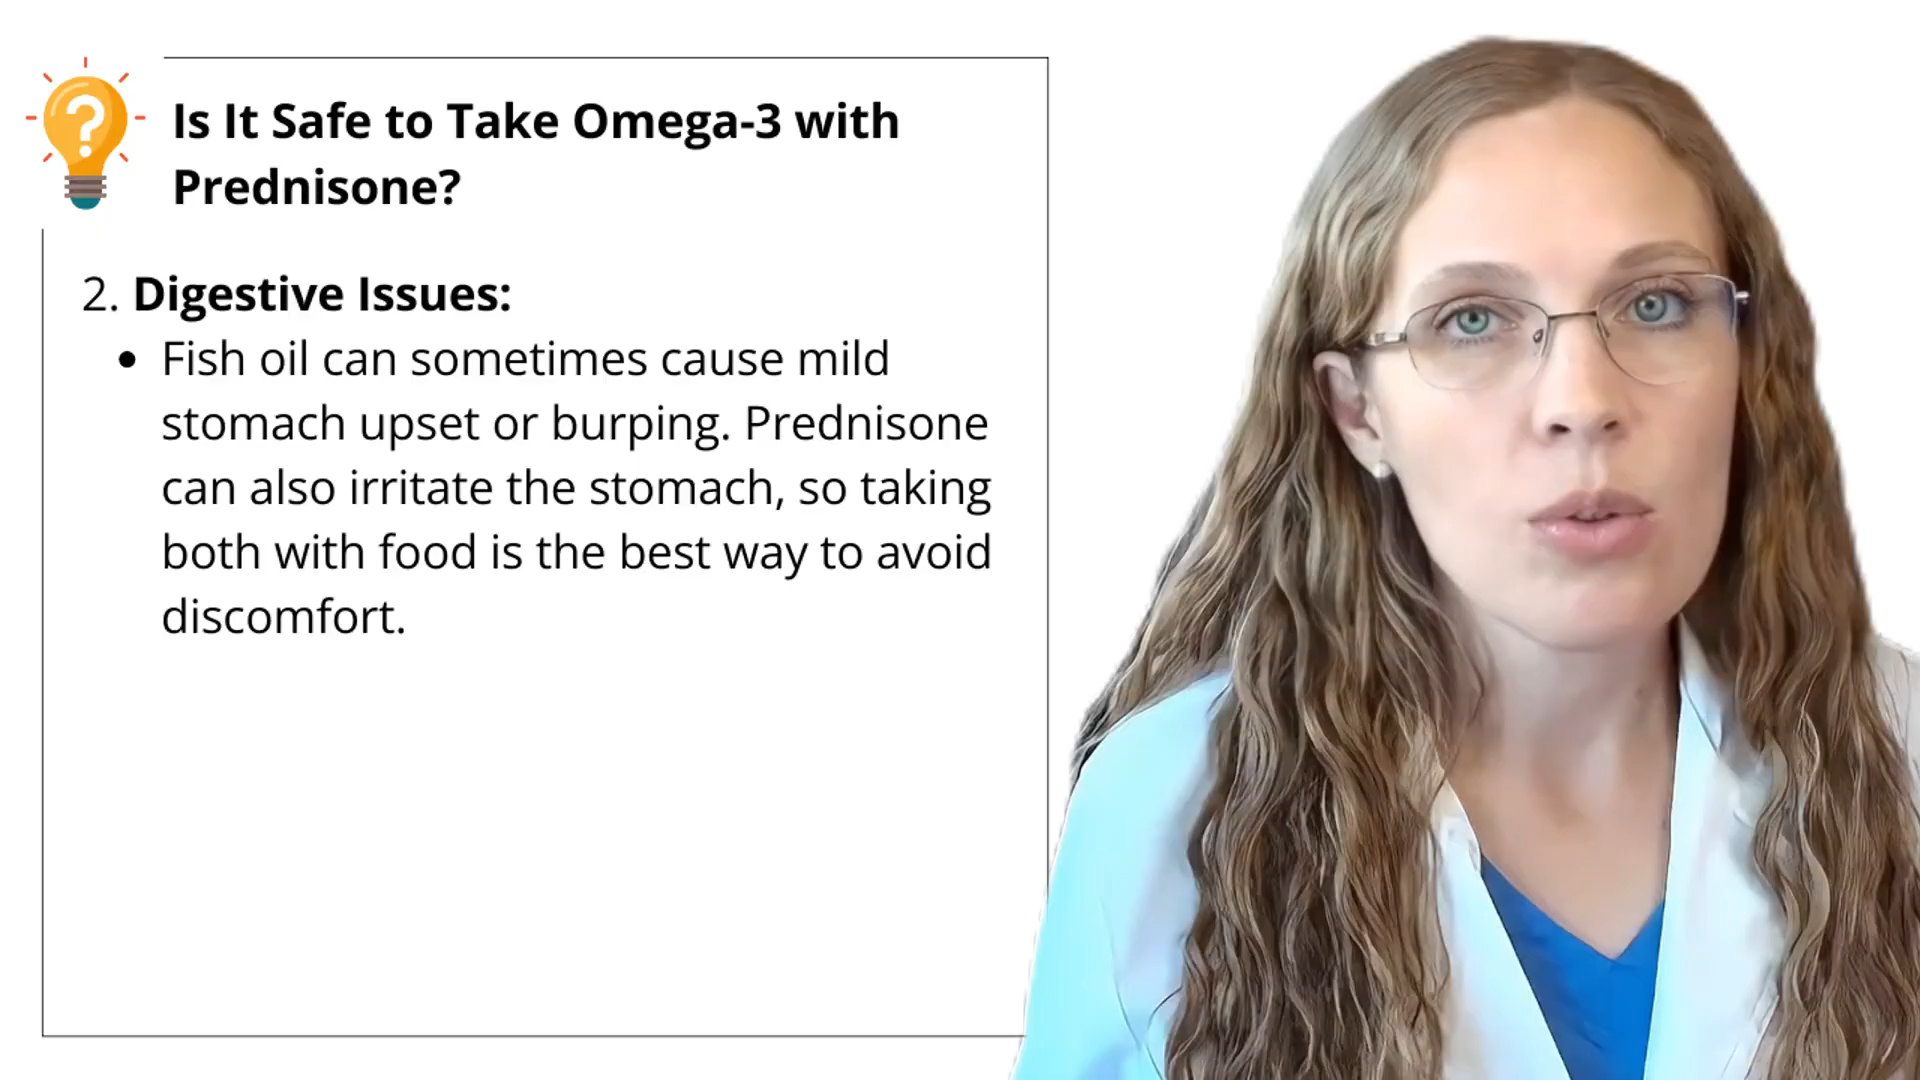 ?
Is It Safe to Take Omega-3 with
Prednisone?
2. Digestive Issues:
• Fish oil can sometimes cause mild
stomach upset or burping. Prednisone
can also irritate the stomach, so taking
both with food is the best way to avoid
discomfort.